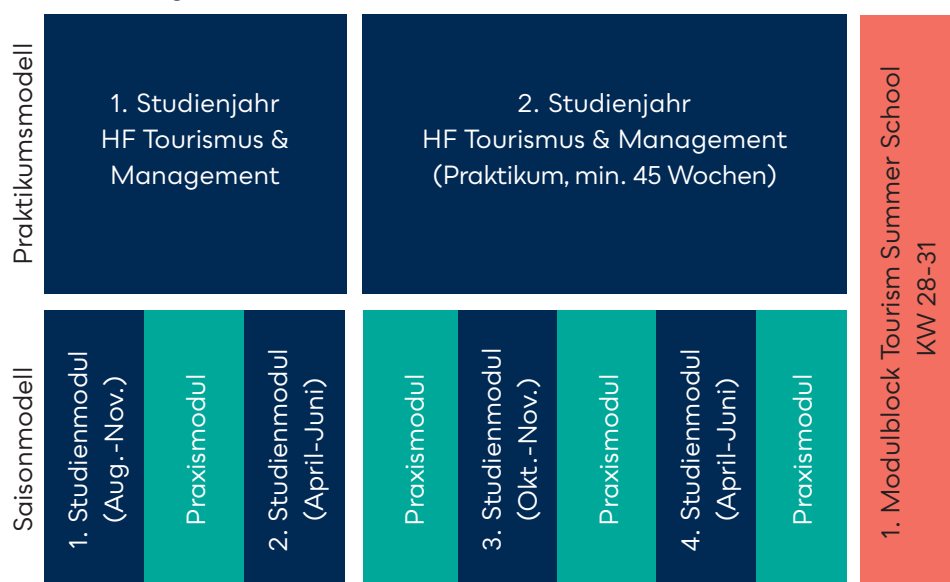 Praktikumsmodell
1. Studienjahr
HF Tourismus &
Management
2. Studienjahr
HF Tourismus & Management
(Praktikum, min. 45 Wochen)
1. Modulblock Tourism Summer School
KW 28-31
Saisonmodell
1. Studienmodul
(Aug.-Nov.)
Praxismodul
2. Studienmodul
(April-Juni)
Praxismodul
3. Studienmodul
(Okt.-Nov.)
Praxismodul
4. Studienmodul
(April-Juni)
Praxismodul